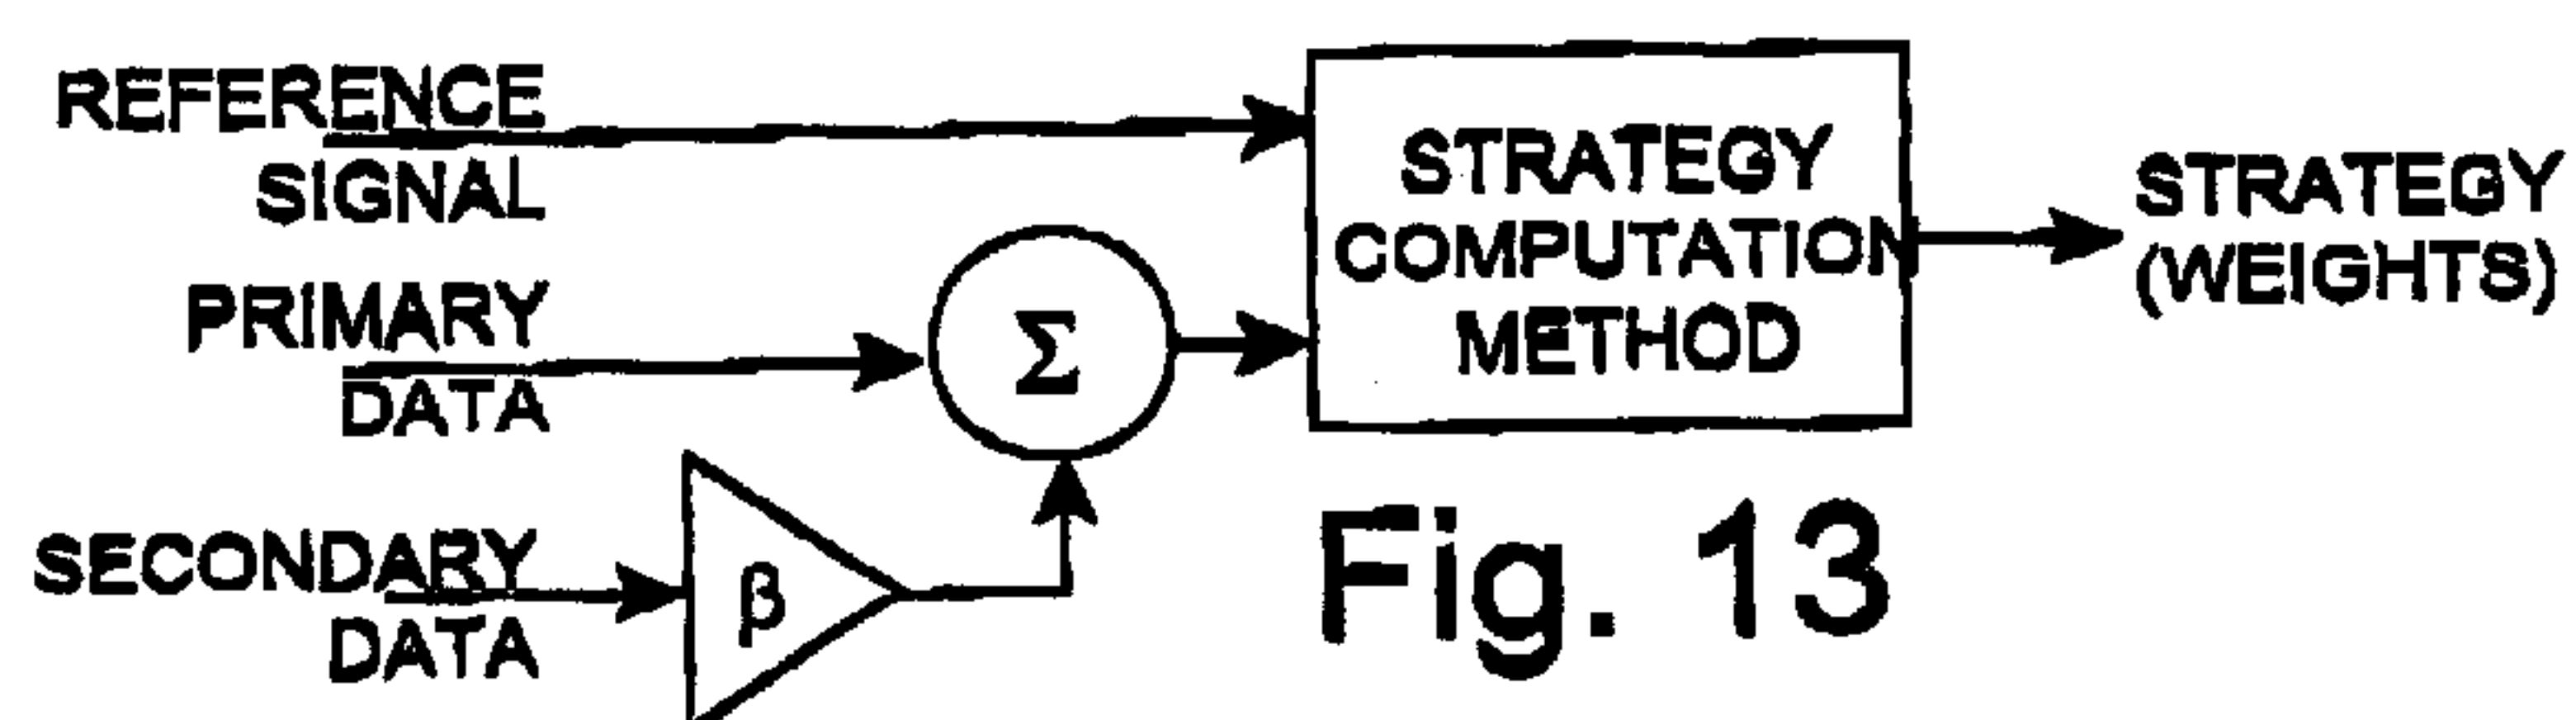 REFERENCE
SIGNAL
PRIMARY
DATA
SECONDARY
DATA
β
Σ
STRATEGY
COMPUTATION
METHOD
STRATEGY
(WEIGHTS)
Fig. 13